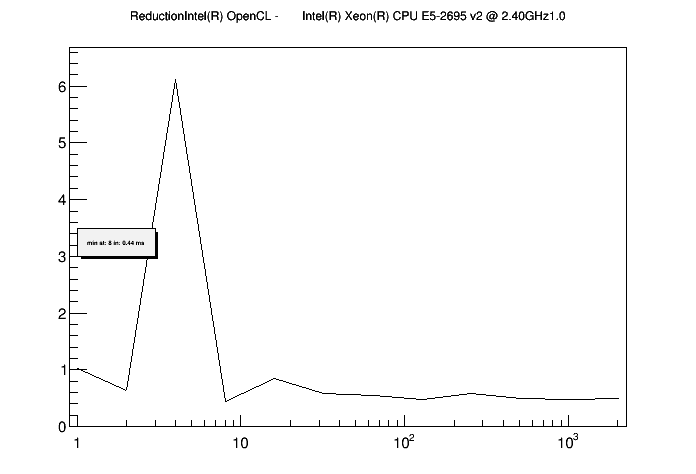 ReductionIntel(R) OpenCL - Intel(R) Xeon(R) CPU E5-2695 v2 @ 2.40GHz1.0
6
5
4
min at: 8 in: 0.44 ms
3
2
1
0
1 10 10² 10³